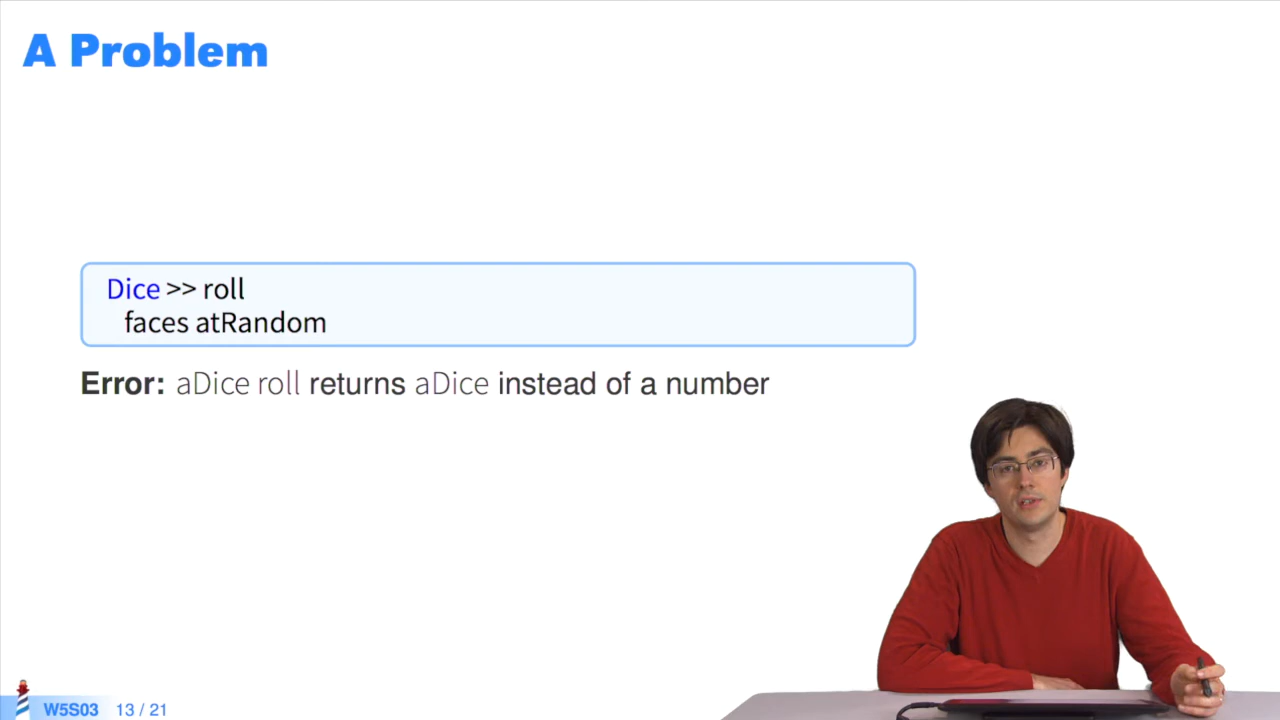 A Problem
Dice >> roll
faces atRandom
Error: aDice roll returns aDice instead of a number
W5S03 13 / 21